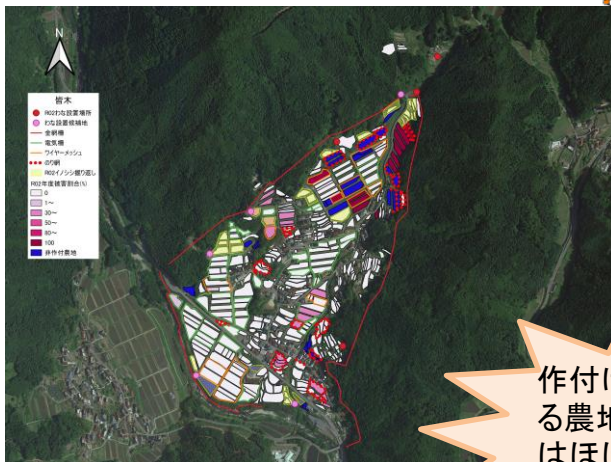 N
皆木
R02わな設置場所
わな設置候補地
金網柵
電気柵
ワイヤーメッシュ
のり網
R02イノシシ掘り返し
R02年度被害割合(%)
0
1～
30～
50～
80～
100
非作付農地
作付に
る農地
はほし